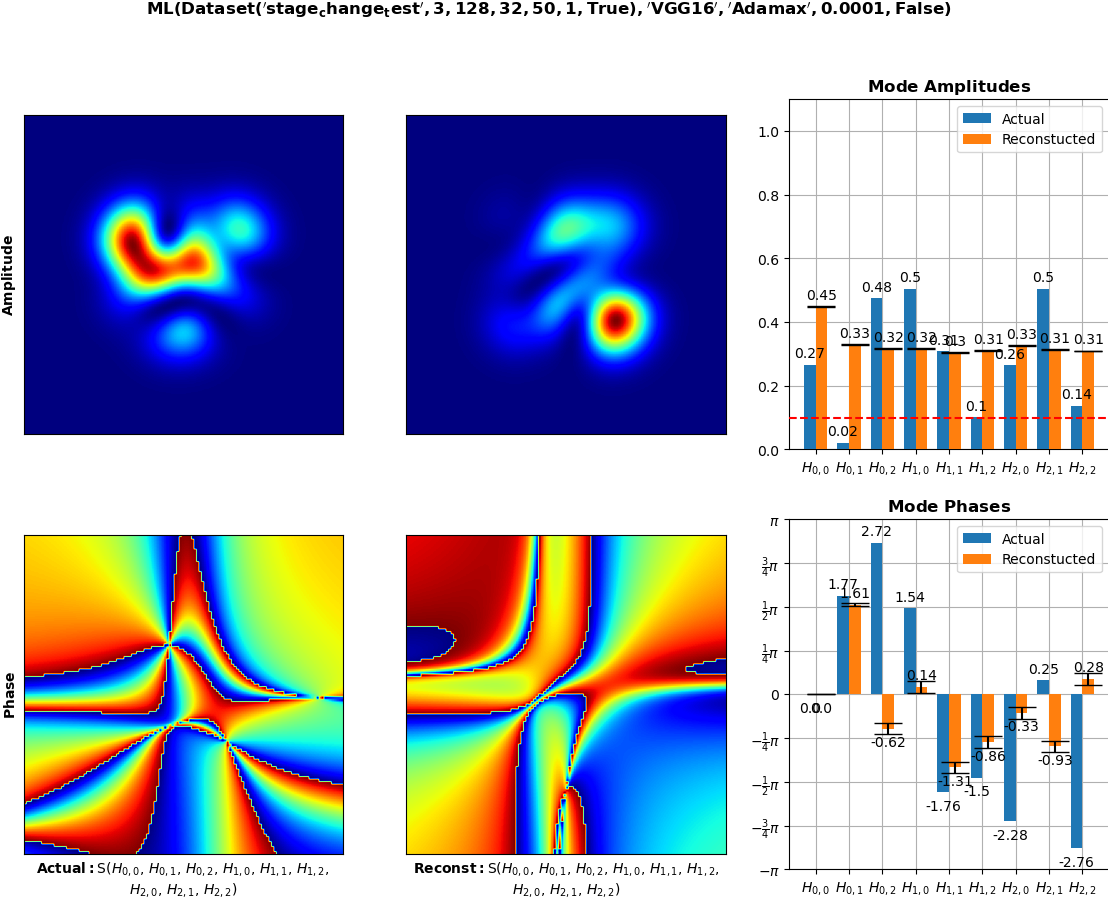 ML(Dataset('stage_change_test', 3, 128, 32, 50, 1, True), 'VGG16', 'Adamax', 0.0001, False)
Amplitude
Mode Amplitudes
Actual
Reconstucted
1.0
0.8
0.6
0.4
0.2
0.0
0.27 0.45 0.02 0.33 0.48 0.32 0.5 0.32 0.31 0.3 0.1 0.31 0.26 0.33 0.5 0.31 0.14 0.31
H0,0 H0,1 H0,2 H1,0 H1,1 H1,2 H2,0 H2,1 H2,2
Phase
Actual: S(H0,0, H0,1, H0,2, H1,0, H1,1, H1,2,
H2,0, H2,1, H2,2)
Reconst: S(H0,0, H0,1, H0,2, H1,0, H1,1, H1,2,
H2,0, H2,1, H2,2)
Mode Phases
Actual
Reconstucted
π
3/4π
1/2π
1/4π
0
−1/4π
−1/2π
−3/4π
−π
0.0 0.0 1.77 1.61 2.72 -0.62 1.54 0.14 -1.76 -1.31 -1.5 -0.86 -2.28 -0.33 0.25 -0.93 -2.76 0.28
H0,0 H0,1 H0,2 H1,0 H1,1 H1,2 H2,0 H2,1 H2,2